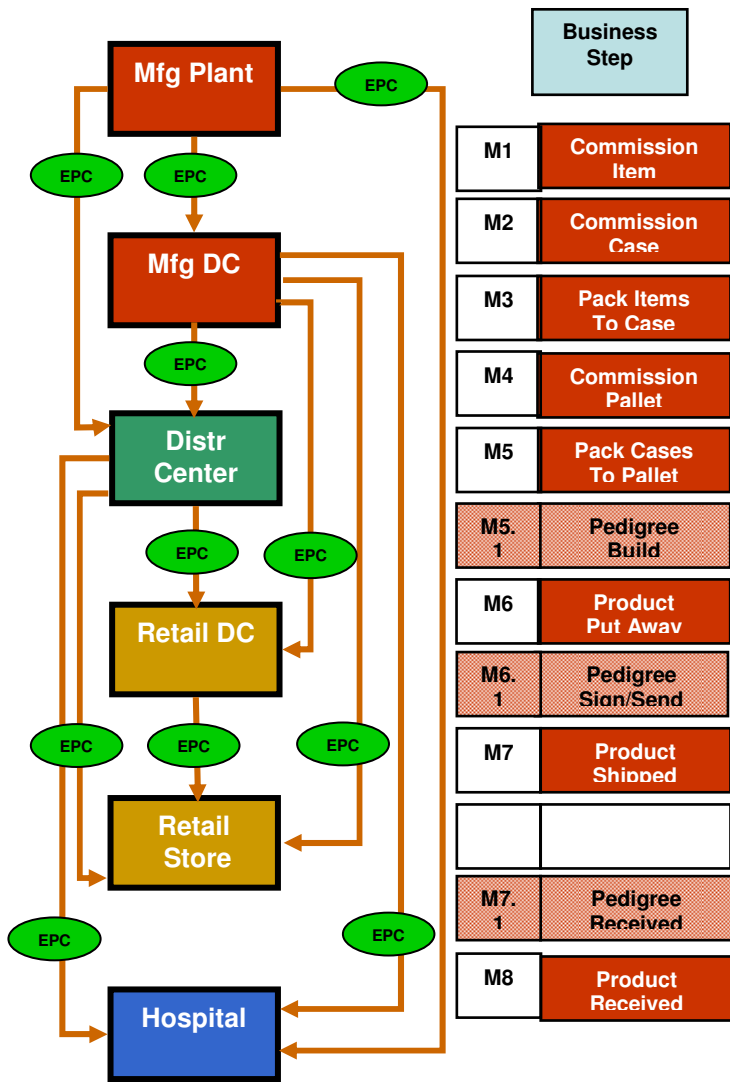 Mfg Plant
EPC
EPC
EPC
Mfg DC
EPC
Distr
Center
EPC
EPC
Retail DC
EPC
EPC
EPC
Retail
Store
EPC
EPC
Hospital
Business
Step
M1
Commission
Item
M2
Commission
Case
M3
Pack Items
To Case
M4
Commission
Pallet
M5
Pack Cases
To Pallet
M5.
1
Pedigree
Build
M6
Product
Put Away
M6.
1
Pedigree
Sign/Send
M7
Product
Shipped
M7.
1
Pedigree
Received
M8
Product
Received